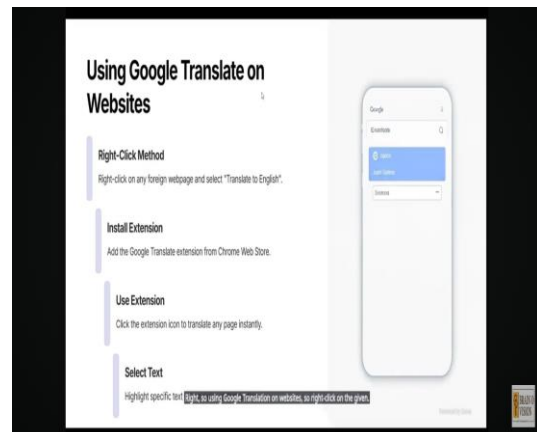 Using Google Translate on
Websites
Right-Click Method
Right-click on any foreign webpage and select "Translate to English".
Install Extension
Add the Google Translate extension from Chrome Web Store.
Use Extension
Click the extension icon to translate any page instantly.
Select Text
Highlight specific text
Right, so using Google Translation on websites, so right-click on the given.
Google
VISION